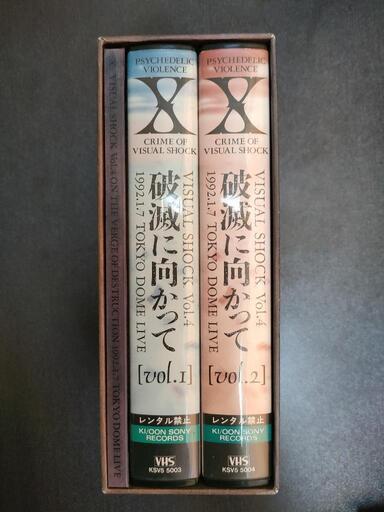 VISUAL SHOCK Vol.4 ON THE VERGE OF DESTRUCTION 1992.1.7 TOKYO DOME LIVE
PSYCHEDELIC
VIOLENCE
X
CRIME OF
VISUAL SHOCK
VISUAL SHOCK Vol.4
破滅に向かって
1992.1.7 TOKYO DOME LIVE
[vol.1]
レンタル禁止
KI/OON SONY
RECORDS
VHS
KSV5 5003
PSYCHEDELIC
VIOLENCE
X
CRIME OF
VISUAL SHOCK
VISUAL SHOCK Vol.4
破滅に向かって
1992.1.7 TOKYO DOME LIVE
[vol.2]
レンタル禁止
KI/OON SONY
RECORDS
VHS
KSV5 5004